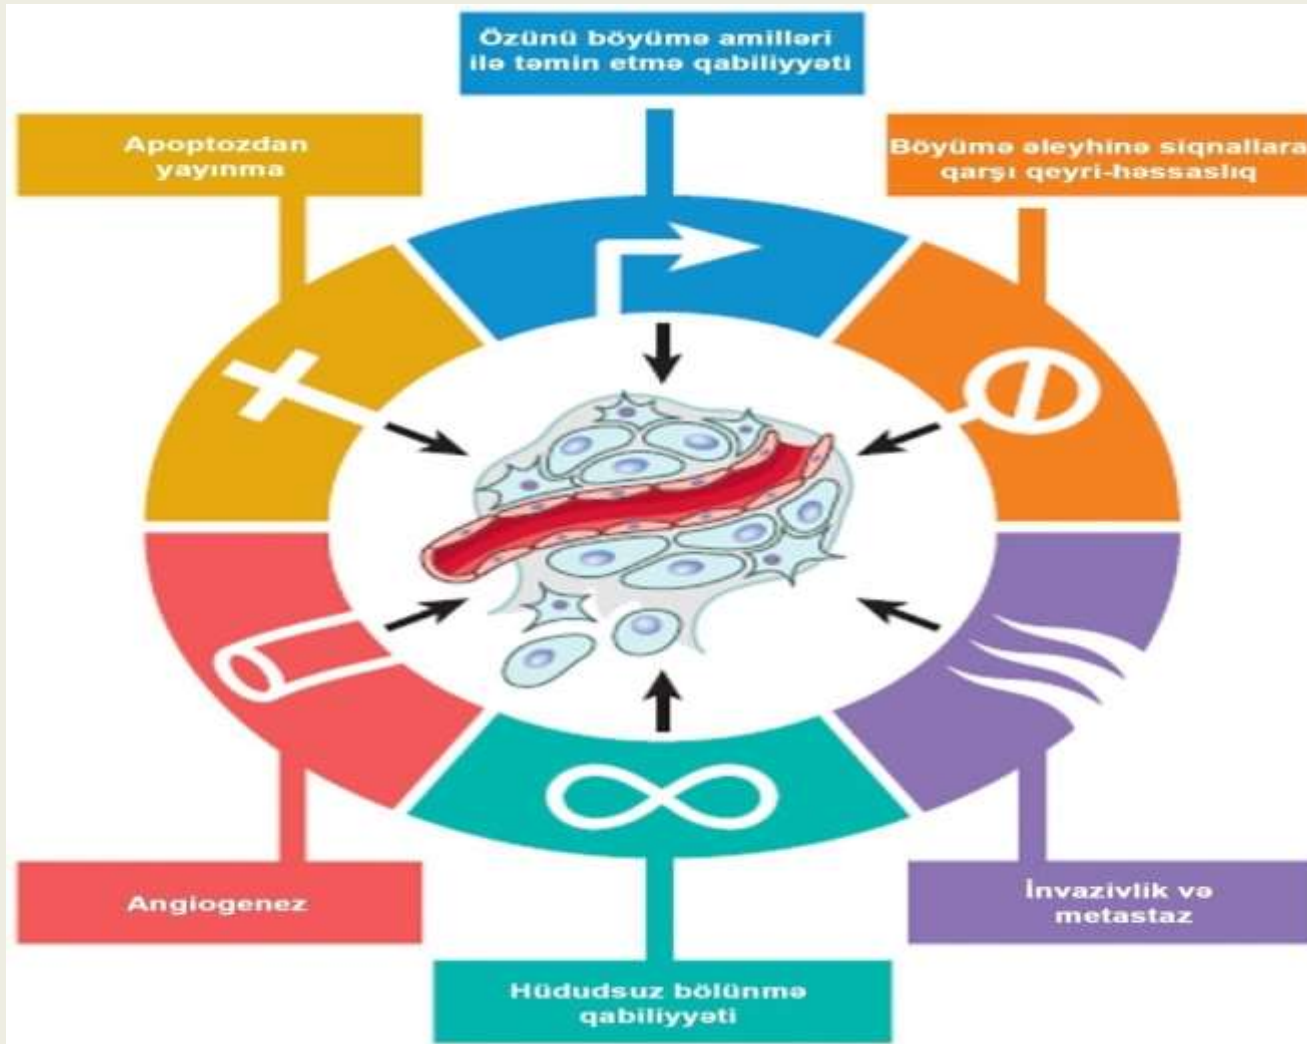 Özünü böyümə amilləri
ilə təmin etmə qabiliyyəti
Apoptozdan
yayınma
Böyümə əleyhinə siqnallara
qarşı qeyri-həssaslıq
Angiogenez
İnvazivlik və
metastaz
Hüdudsuz bölünmə
qabiliyyəti